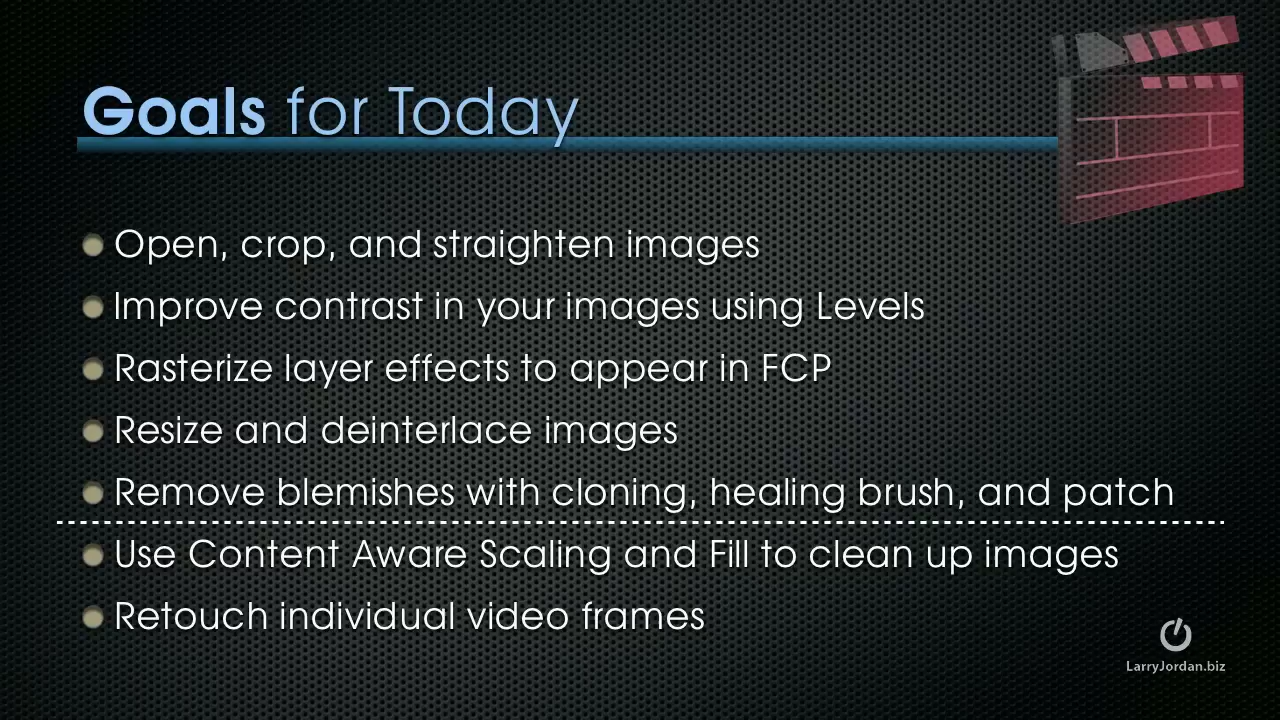 Goals for Today
Open, crop, and straighten images
Improve contrast in your images using Levels
Rasterize layer effects to appear in FCP
Resize and deinterlace images
Remove blemishes with cloning, healing brush, and patch
Use Content Aware Scaling and Fill to clean up images
Retouch individual video frames
LarryJordan.biz